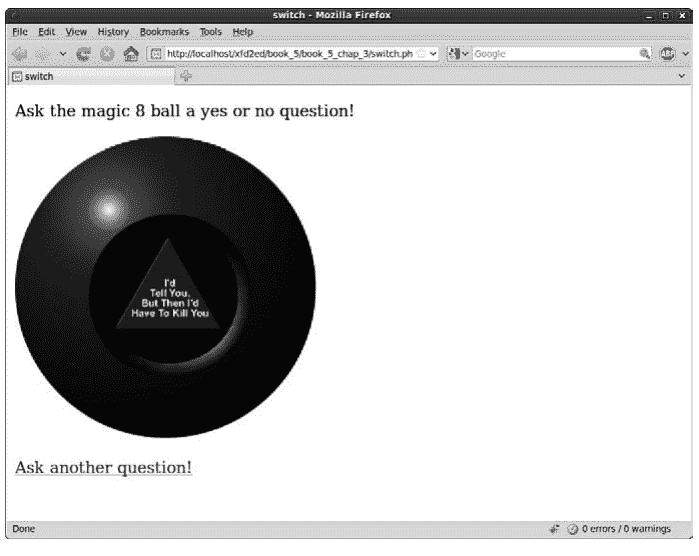 switch - Mozilla Firefox
File Edit View History Bookmarks Tools Help
http://localhost/xfd2ed/book_5/book_5_chap_3/switch.ph
Google
ABP
switch
Ask the magic 8 ball a yes or no question!
I'd
Tell You,
But Then I'd
Have To Kill You
Ask another question!
Done
0 errors / 0 warnings